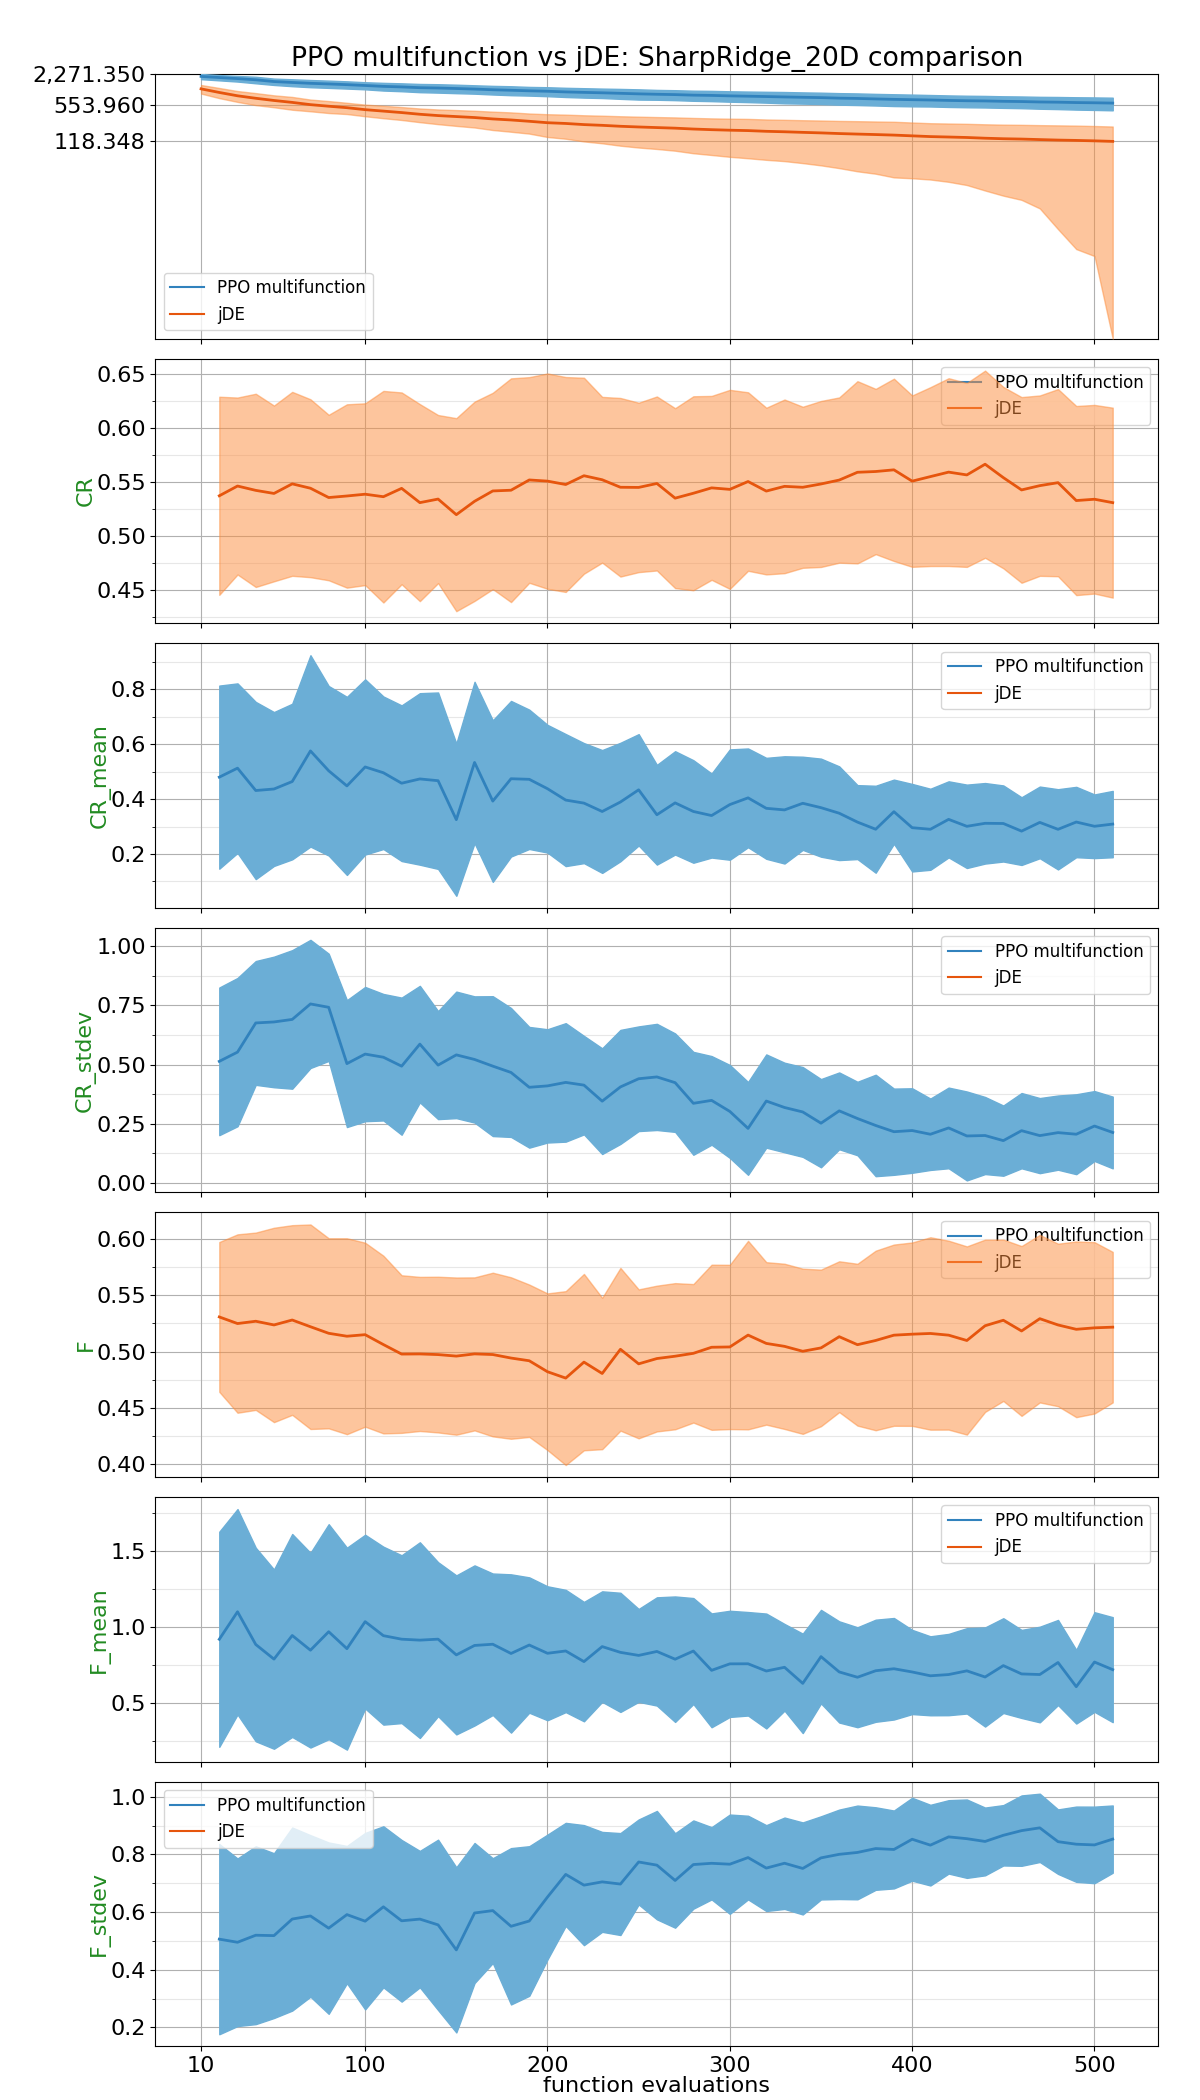 PPO multifunction vs jDE: SharpRidge_20D comparison
2,271.350
553.960
118.348
PPO multifunction
jDE
0.65
0.60
0.55
0.50
0.45
CR
PPO multifunction
jDE
0.8
0.6
0.4
0.2
CR_mean
PPO multifunction
jDE
1.00
0.75
0.50
0.25
0.00
CR_stdev
PPO multifunction
jDE
0.60
0.55
0.50
0.45
0.40
F
PPO multifunction
jDE
1.5
1.0
0.5
F_mean
PPO multifunction
jDE
1.0
0.8
0.6
0.4
0.2
F_stdev
PPO multifunction
jDE
10 100 200 300 400 500
function evaluations